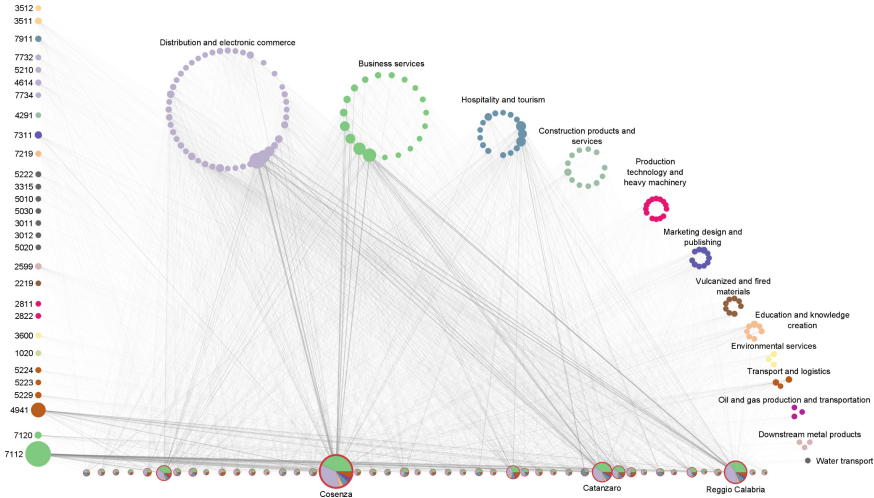 3512
3511
7911
7732
5210
4614
7734
4291
7311
7219
5222
3315
5010
5030
3011
3012
5020
2599
2219
2811
2822
3600
1020
5224
5223
5229
4941
7120
7112
Distribution and electronic commerce
Business services
Hospitality and tourism
Construction products and
services
Production
technology and
heavy machinery
Marketing design and
publishing
Vulcanized and fired
materials
Education and knowledge
creation
Environmental services
Transport and logistics
Oil and gas production and transportation
Downstream metal products
Water transport
Cosenza
Catanzaro
Reggio Calabria